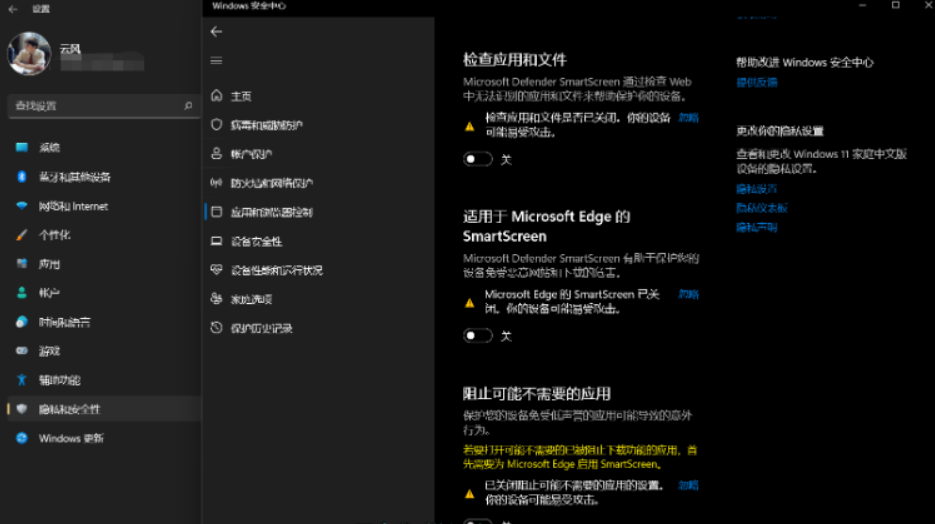 设置
Windows 安全中心
云风
查找设置
系统
蓝牙和其他设备
网络和 Internet
个性化
应用
帐户
时间和语言
游戏
辅助功能
隐私和安全性
Windows 更新
主页
病毒和威胁防护
帐户保护
防火墙和网络保护
应用和浏览器控制
设备安全性
设备性能和运行状况
家庭选项
保护历史记录
检查应用和文件
Microsoft Defender SmartScreen 通过检查 Web
中无法识别的应用和文件来帮助保护你的设备。
检查应用和文件是否已关闭。你的设备 忽略
可能易受攻击。
关
适用于 Microsoft Edge 的
SmartScreen
Microsoft Defender SmartScreen 有助于保护您的
设备免受恶意网站和下载的危害。
Microsoft Edge 的 SmartScreen 已关 忽略
闭。你的设备可能易受攻击。
关
阻止可能不需要的应用
保护您的设备免受低声誉的应用可能导致的意外
行为。
若要打开可能不需要的已被阻止下载功能的应用，首
先需要为 Microsoft Edge 启用 SmartScreen。
已关闭阻止可能不需要的应用的设置。 忽略
你的设备可能易受攻击。
帮助改进 Windows 安全中心
提供反馈
更改你的隐私设置
查看和更改 Windows 11 家庭中文版
设备的隐私设置。
隐私设置
隐私仪表板
隐私声明